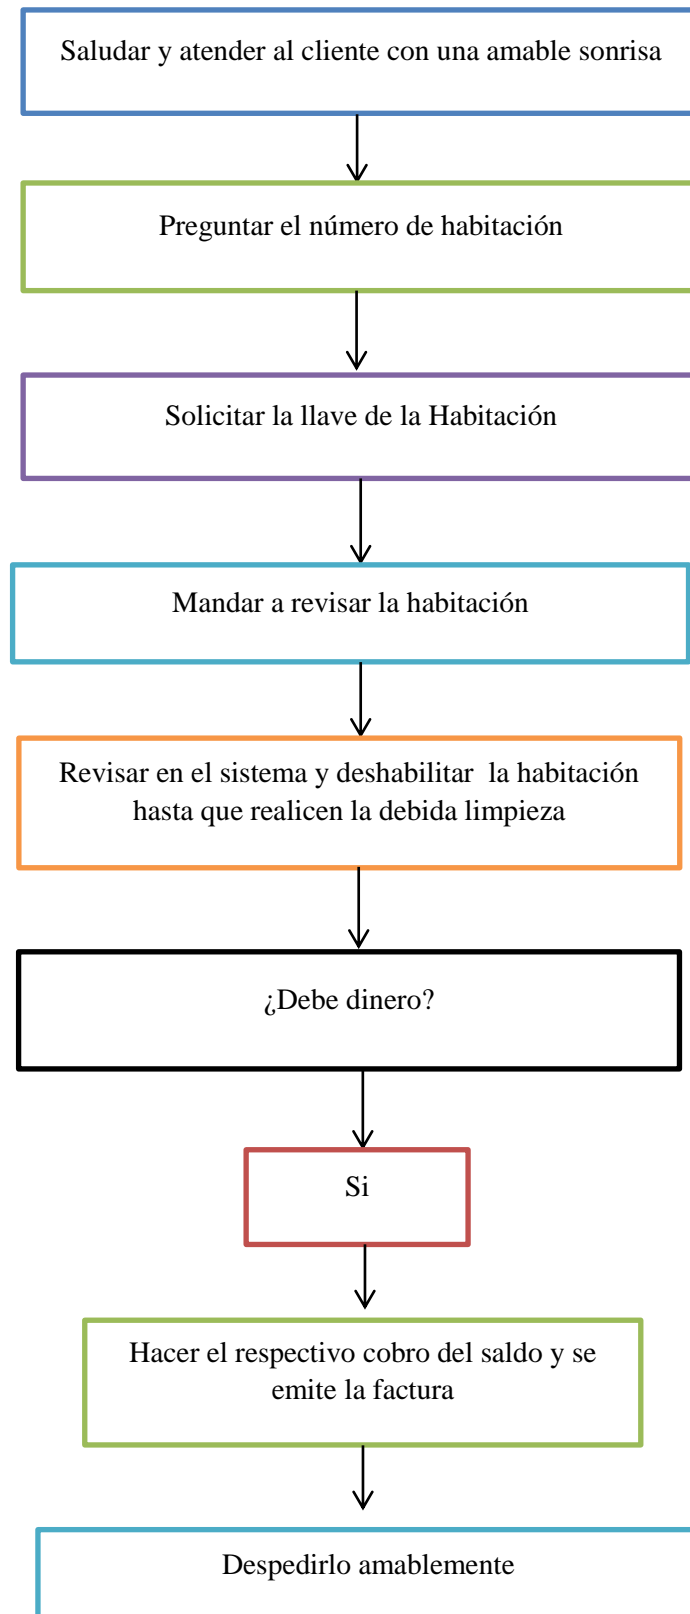 Saludar y atender al cliente con una amable sonrisa
Preguntar el número de habitación
Solicitar la llave de la Habitación
Mandar a revisar la habitación
Revisar en el sistema y deshabilitar  la habitación
hasta que realicen la debida limpieza
¿Debe dinero?
Si
Hacer el respectivo cobro del saldo y se
emite la factura
Despedirlo amablemente